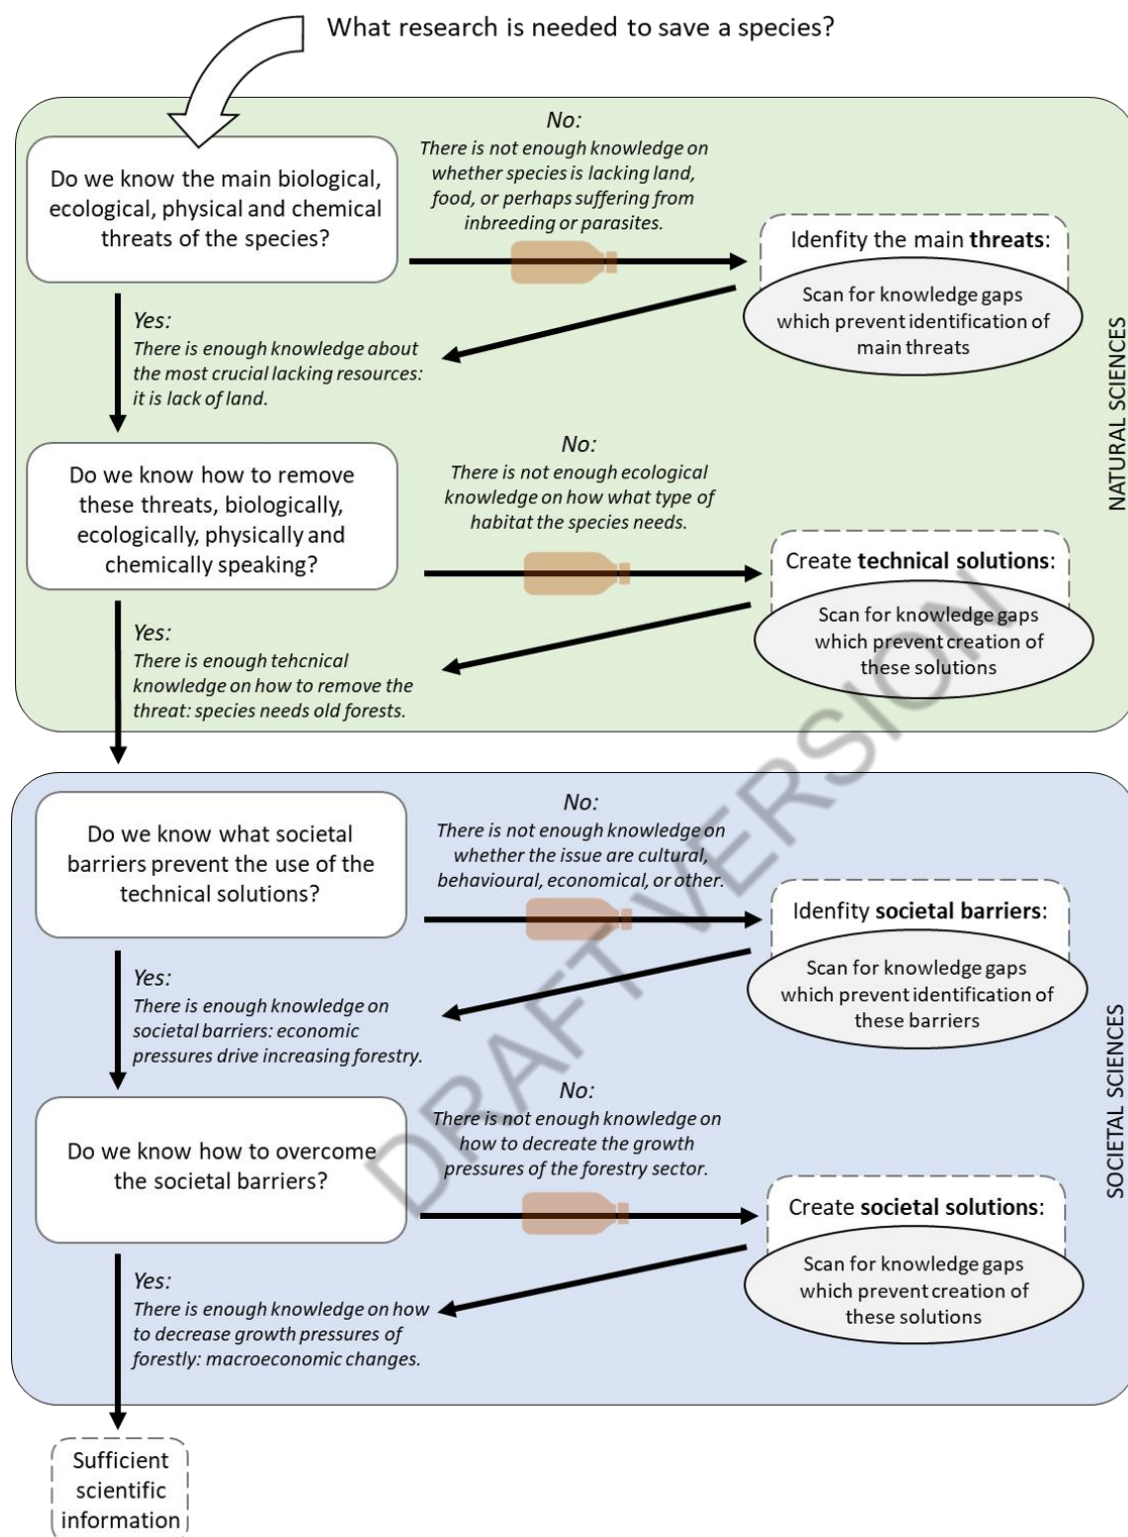 What research is needed to save a species?
No:
There is not enough knowledge on
whether species is lacking land,
food, or perhaps suffering from
inbreeding or parasites.
Do we know the main biological,
ecological, physical and chemical
threats of the species?
Idenfity the main threats:
Scan for knowledge gaps
which prevent identification of
main threats
Yes:
There is enough knowledge about
the most crucial lacking resources:
it is lack of land.
NATURAL SCIENCES
No:
There is not enough ecological
knowledge on how what type of
habitat the species needs.
Do we know how to remove
these threats, biologically,
ecologically, physically and
chemically speaking?
Create technical solutions:
Scan for knowledge gaps
which prevent creation of
these solutions
Yes:
There is enough tehcnical
knowledge on how to remove the
threat: species needs old forests.
DRAFT VERSION
No:
There is not enough knowledge on
whether the issue are cultural,
behavioural, economical, or other.
Do we know what societal
barriers prevent the use of the
technical solutions?
Idenfity societal barriers:
Scan for knowledge gaps
which prevent identification of
these barriers
Yes:
There is enough knowledge on
societal barriers: economic
pressures drive increasing forestry.
SOCIETAL SCIENCES
No:
There is not enough knowledge on
how to decreate the growth
pressures of the forestry sector.
Do we know how to overcome
the societal barriers?
Create societal solutions:
Scan for knowledge gaps
which prevent creation of
these solutions
Yes:
There is enough knowledge on how
to decrease growth pressures of
forestly: macroeconomic changes.
Sufficient
scientific
information